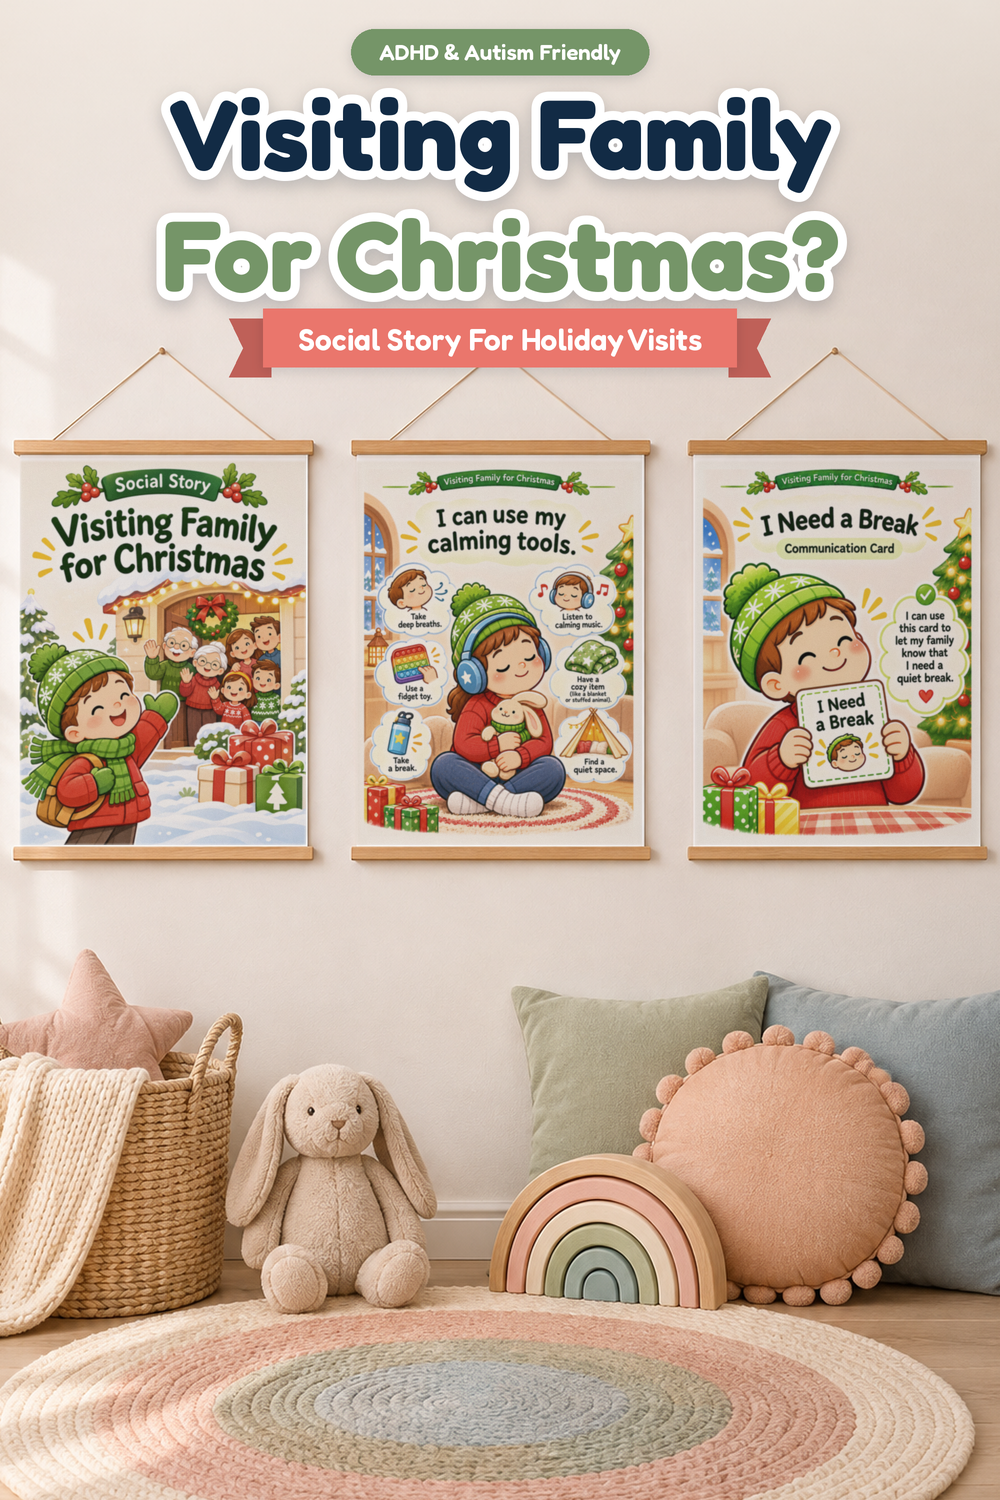 ADHD & Autism Friendly
Visiting Family
For Christmas?
Social Story For Holiday Visits
Social Story
Visiting Family
for Christmas
Visiting Family for Christmas
I can use my
calming tools.
Take
deep breaths.
Listen to
calming music.
Use a
fidget toy.
Have a
cozy item
(like a blanket
or stuffed animal).
Take
a break.
Find a
quiet space.
Visiting Family for Christmas
I Need a Break
Communication Card
I can use
this card to
let my family
know that
I need a
quiet break.
I Need
a Break